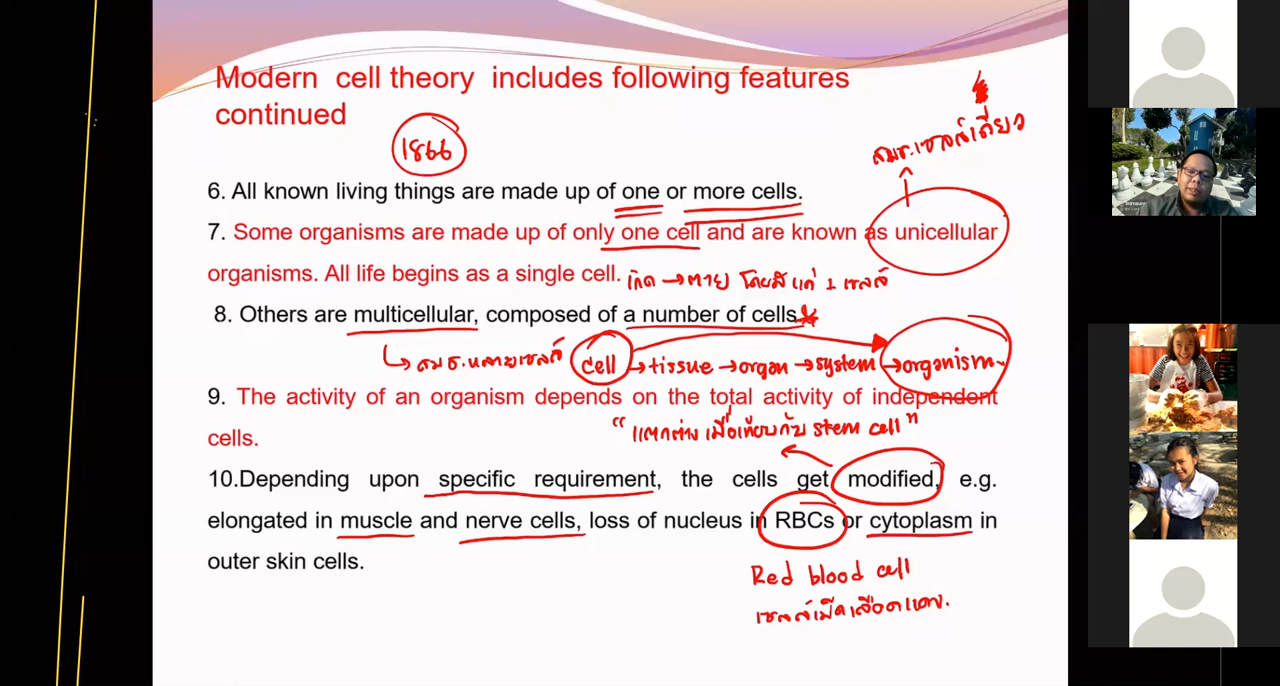 Modern cell theory includes following features
continued
1866
สมช.เซลล์เดียว
6. All known living things are made up of one or more cells.
7. Some organisms are made up of only one cell and are known as unicellular
organisms. All life begins as a single cell. เกิด → ตาย โดยมีแค่ 1 เซลล์
8. Others are multicellular, composed of a number of cells.
สมช.หลายเซลล์ cell → tissue → organ → system → organism
9. The activity of an organism depends on the total activity of independent
cells.
"แตกต่าง เมื่อเทียบกับ stem cell"
10.Depending upon specific requirement, the cells get modified, e.g.
elongated in muscle and nerve cells, loss of nucleus in RBCs or cytoplasm in
outer skin cells.
Red blood cell
เซลล์เม็ดเลือดแดง